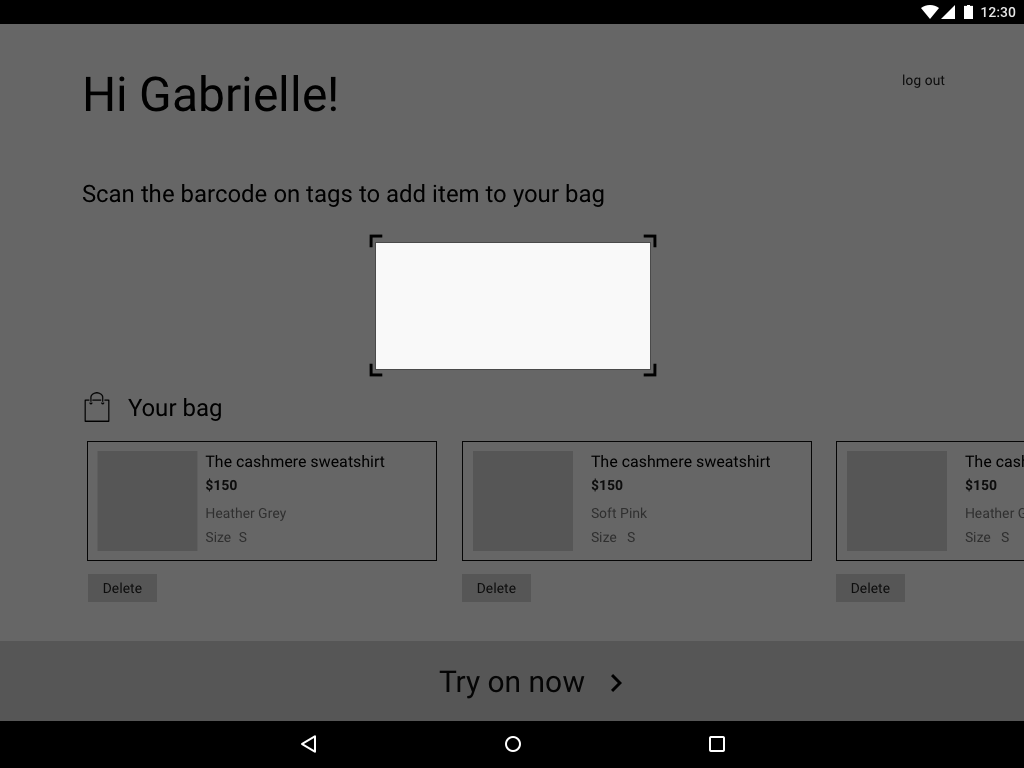 12:30
Hi Gabrielle!
log out
Scan the barcode on tags to add item to your bag
Your bag
The cashmere sweatshirt
$150
Heather Grey
Size S
Delete
The cashmere sweatshirt
$150
Soft Pink
Size S
Delete
The cas
$150
Heather G
Size S
Delete
Try on now